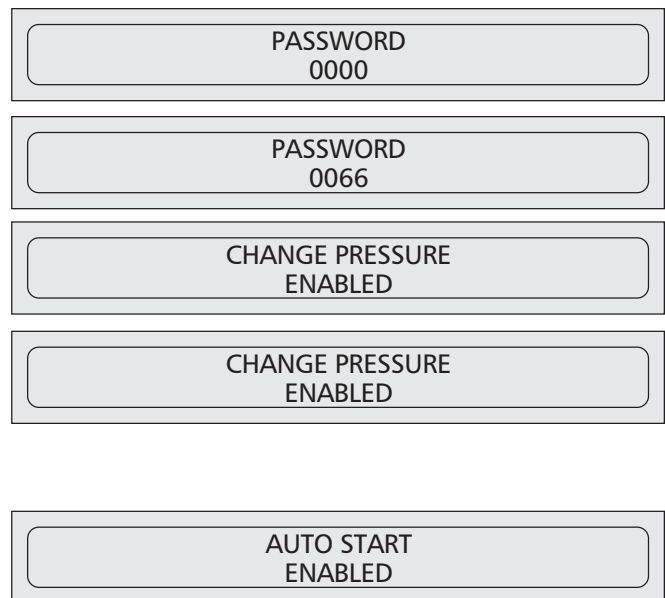 PASSWORD
0000
PASSWORD
0066
CHANGE PRESSURE
ENABLED
CHANGE PRESSURE
ENABLED
AUTO START
ENABLED